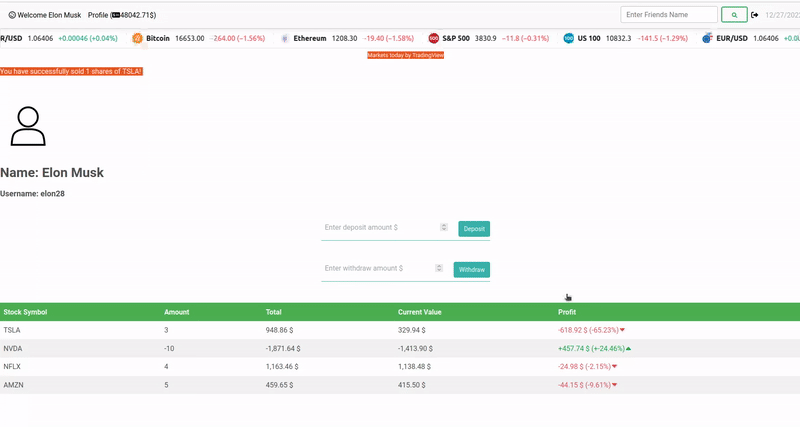 Welcome Elon Musk Profile (48042.71$) Enter Friends Name
R/USD 1.06406 +0.00046 (+0.04%) Bitcoin 16653.00 -264.00 (-1.56%) Ethereum 1208.30 -19.40 (-1.58%) 500 S&P 500 3830.9 -11.8 (-0.31%) 100 US 100 10832.3 -141.5 (-1.29%) EUR/USD 1.06406
Markets today by TradingView
You have successfully sold 1 shares of TSLA!
Name: Elon Musk
Username: elon28
Enter deposit amount $ Deposit
Enter withdraw amount $ Withdraw
Stock Symbol Amount Total Current Value Profit
TSLA 3 948.86 $ 329.94 $ -618.92 $ (-65.23%)
NVDA -10 -1,871.64 $ -1,413.90 $ +457.74 $ (+-24.46%)
NFLX 4 1,163.46 $ 1,138.48 $ -24.98 $ (-2.15%)
AMZN 5 459.65 $ 415.50 $ -44.15 $ (-9.61%)